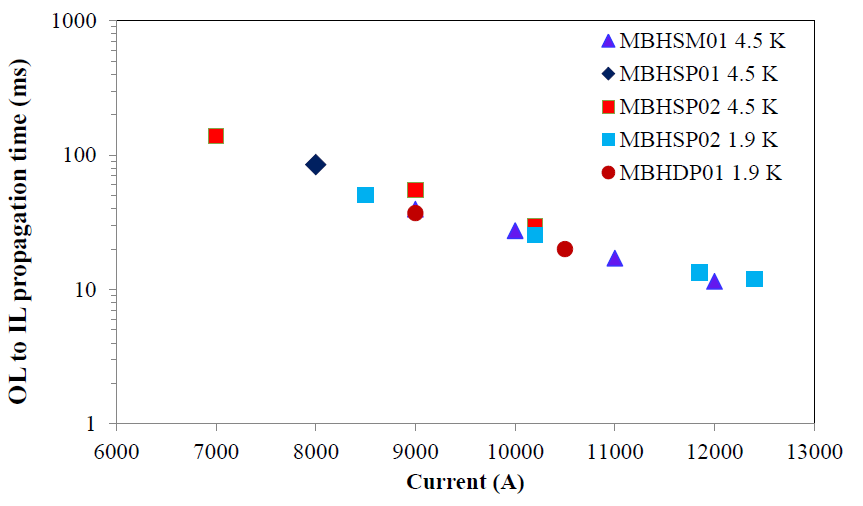 1000
100
10
1
OL to IL propagation time (ms)
MBHSM01 4.5 K
MBHSP01 4.5 K
MBHSP02 4.5 K
MBHSP02 1.9 K
MBHDP01 1.9 K
6000 7000 8000 9000 10000 11000 12000 13000
Current (A)